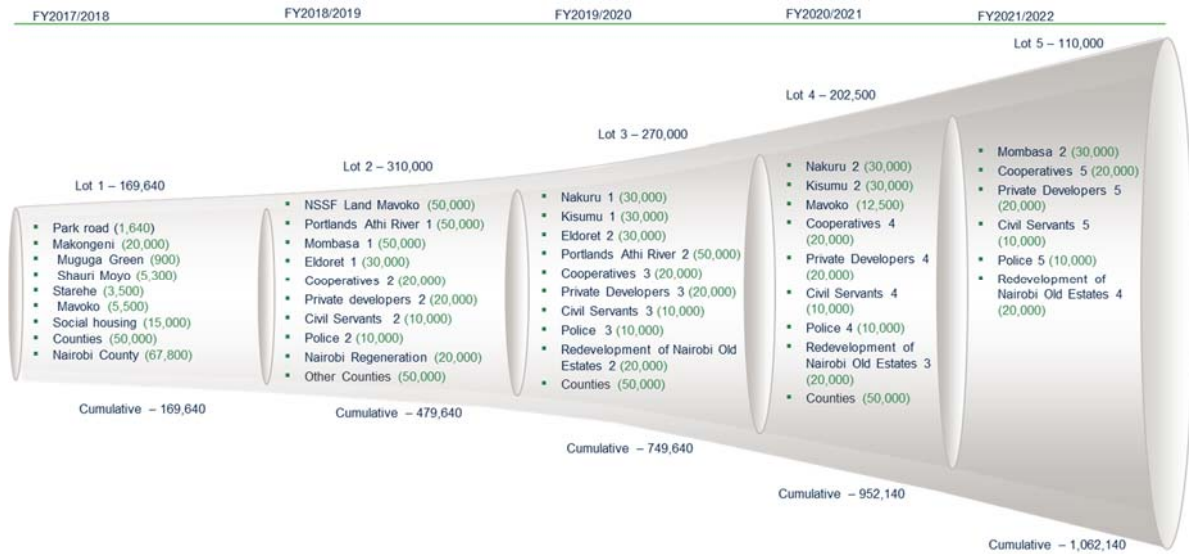 FY2017/2018
FY2018/2019
FY2019/2020
FY2020/2021
FY2021/2022
Lot 1 – 169,640
Park road (1,640)
Makongeni (20,000)
Muguga Green (900)
Shauri Moyo (5,300)
Starehe (3,500)
Mavoko (5,500)
Social housing (15,000)
Counties (50,000)
Nairobi County (67,800)
Cumulative – 169,640
Lot 2 – 310,000
NSSF Land Mavoko (50,000)
Portlands Athi River 1 (50,000)
Mombasa 1 (50,000)
Eldoret 1 (30,000)
Cooperatives 2 (20,000)
Private developers 2 (20,000)
Civil Servants 2 (10,000)
Police 2 (10,000)
Nairobi Regeneration (20,000)
Other Counties (50,000)
Cumulative – 479,640
Lot 3 – 270,000
Nakuru 1 (30,000)
Kisumu 1 (30,000)
Eldoret 2 (30,000)
Portlands Athi River 2 (50,000)
Cooperatives 3 (20,000)
Private Developers 3 (20,000)
Civil Servants 3 (10,000)
Police 3 (10,000)
Redevelopment of Nairobi Old
Estates 2 (20,000)
Counties (50,000)
Cumulative – 749,640
Lot 4 – 202,500
Nakuru 2 (30,000)
Kisumu 2 (30,000)
Mavoko (12,500)
Cooperatives 4
(20,000)
Private Developers 4
(20,000)
Civil Servants 4
(10,000)
Police 4 (10,000)
Redevelopment of
Nairobi Old Estates 3
(20,000)
Counties (50,000)
Cumulative – 952,140
Lot 5 – 110,000
Mombasa 2 (30,000)
Cooperatives 5 (20,000)
Private Developers 5
(20,000)
Civil Servants 5
(10,000)
Police 5 (10,000)
Redevelopment of
Nairobi Old Estates 4
(20,000)
Cumulative – 1,062,140